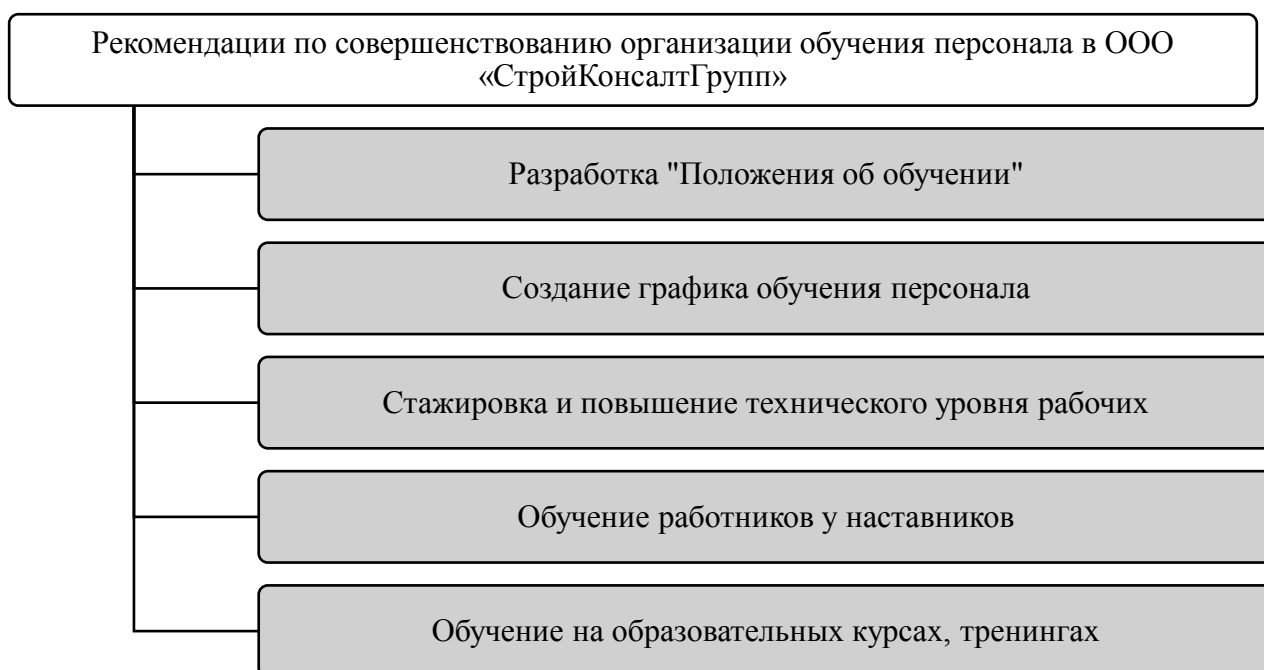 Рекомендации по совершенствованию организации обучения персонала в ООО
«СтройКонсалтГрупп»
Разработка "Положения об обучении"
Создание графика обучения персонала
Стажировка и повышение технического уровня рабочих
Обучение работников у наставников
Обучение на образовательных курсах, тренингах